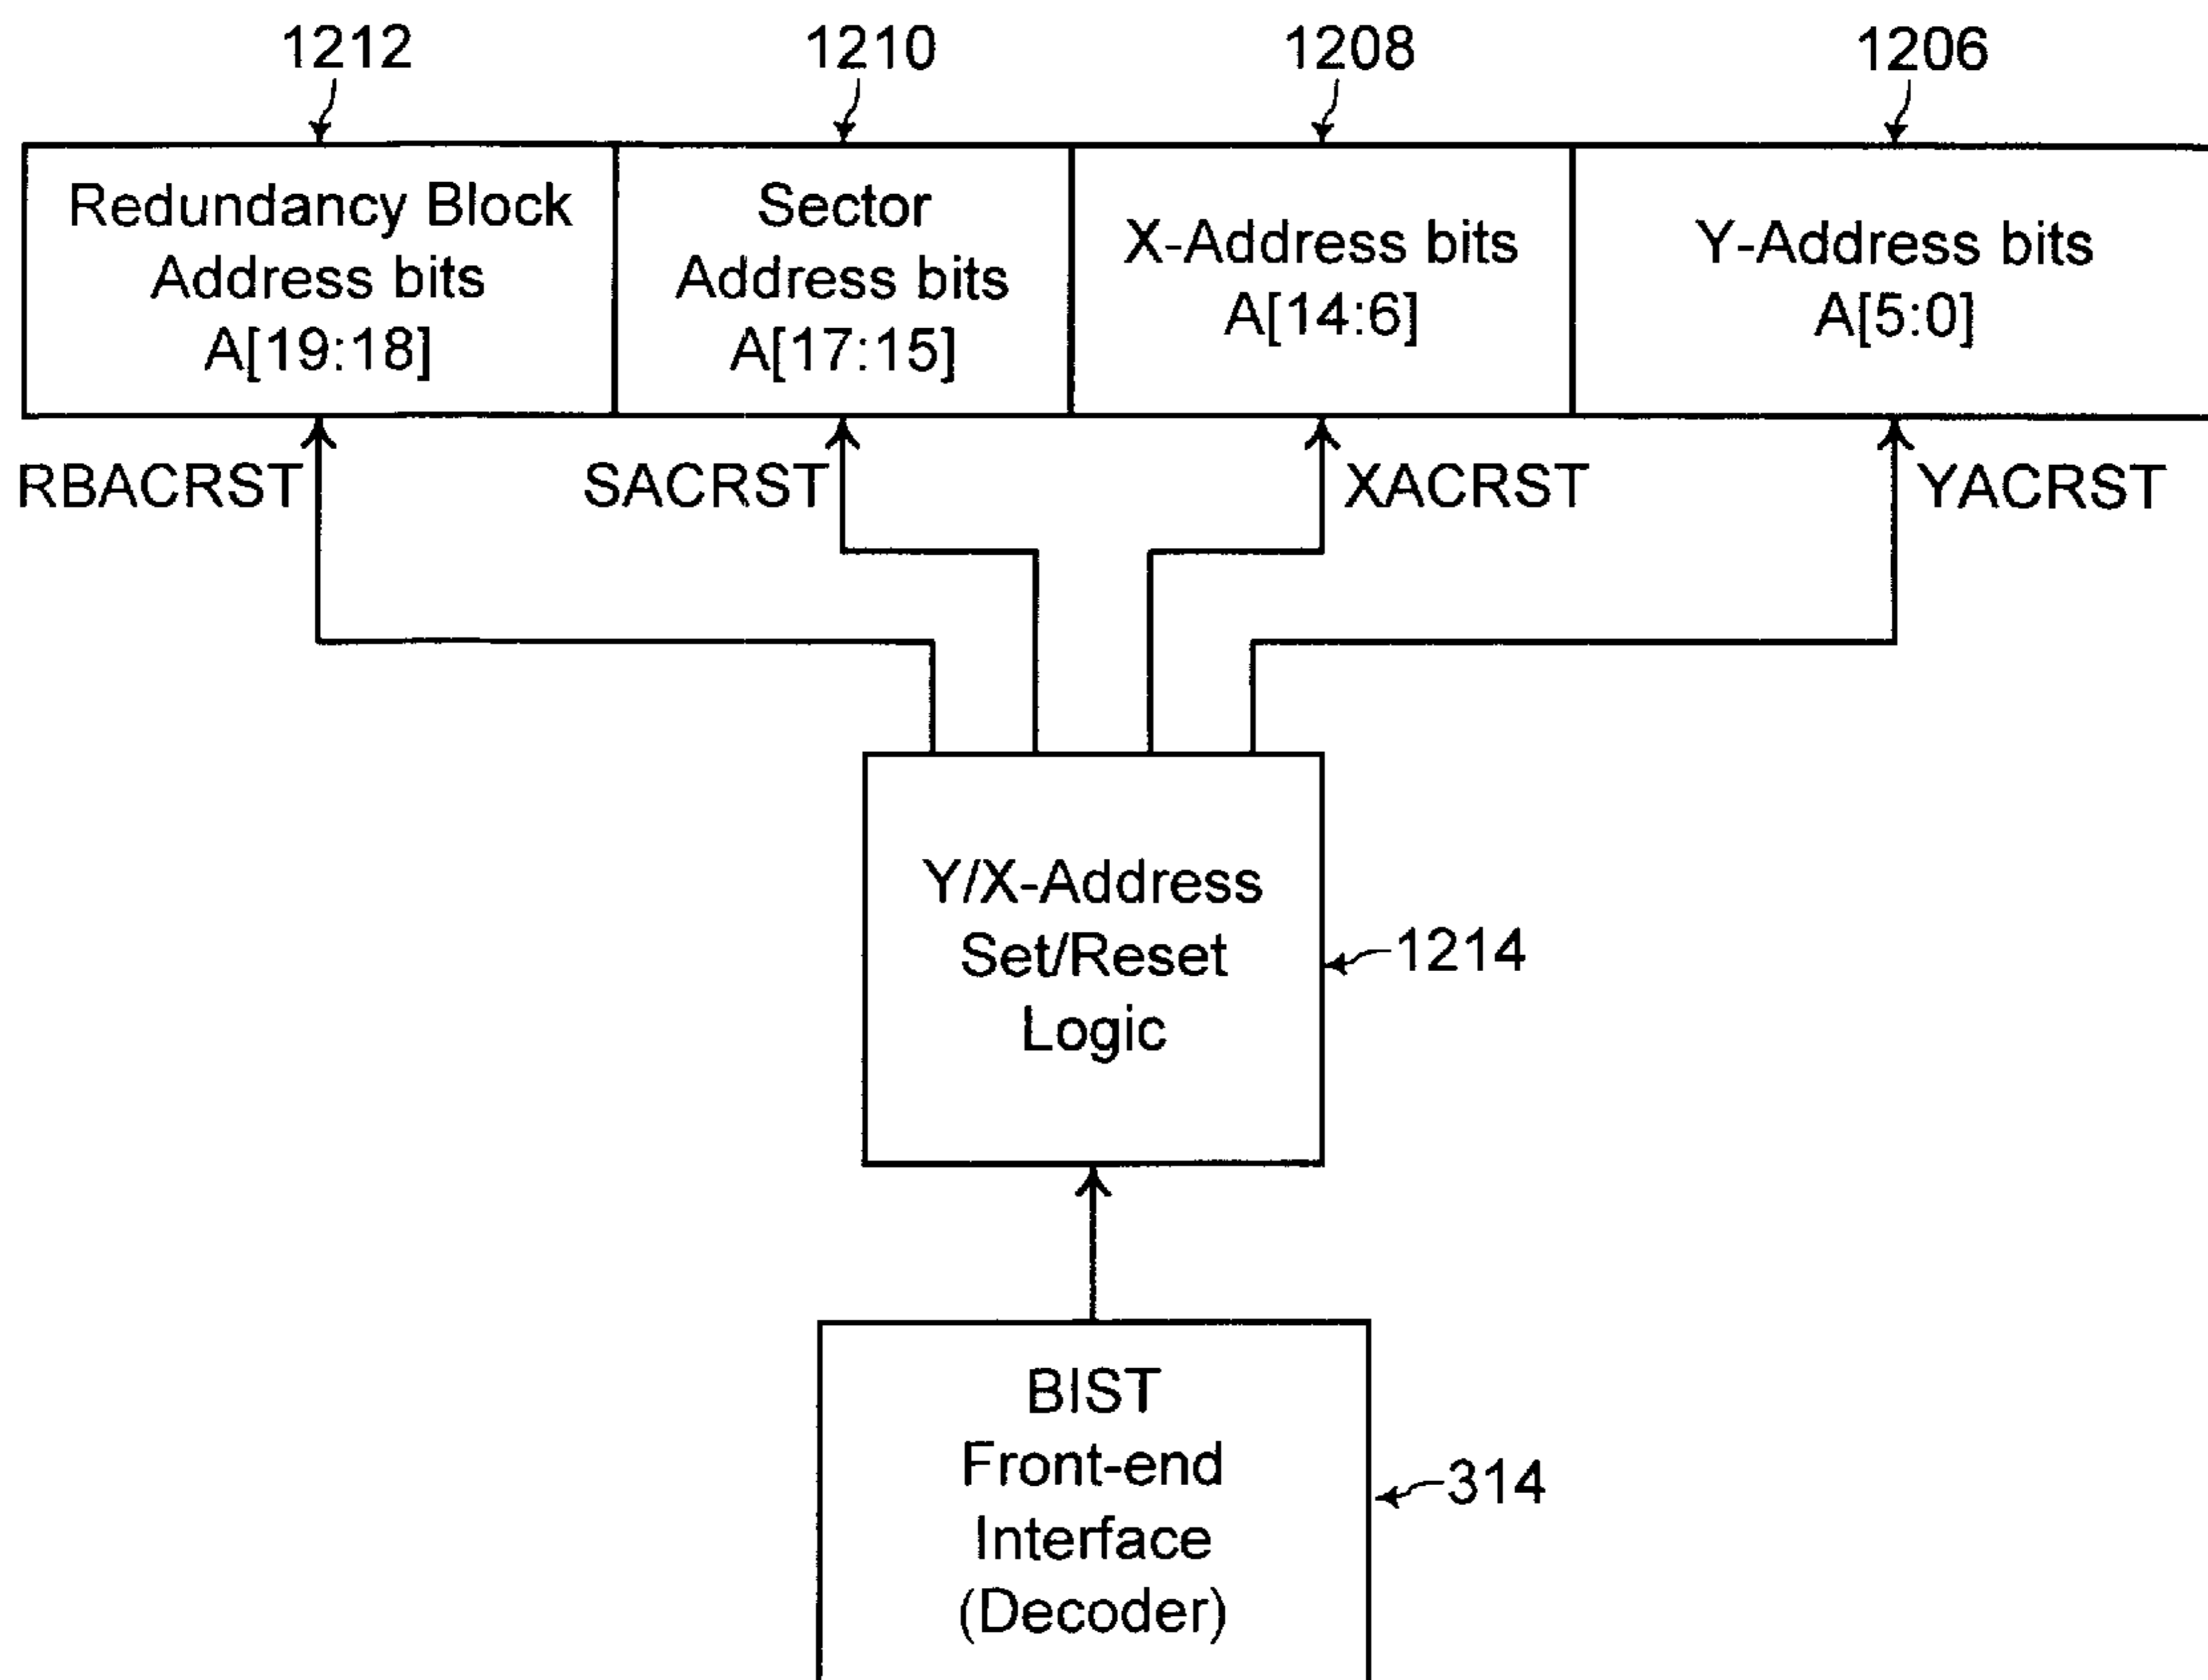 1212
1210
1208
1206
Redundancy Block
Address bits
A[19:18]
Sector
Address bits
A[17:15]
X-Address bits
A[14:6]
Y-Address bits
A[5:0]
RBACRST
SACRST
XACRST
YACRST
Y/X-Address
Set/Reset
Logic
1214
BIST
Front-end
Interface
(Decoder)
314